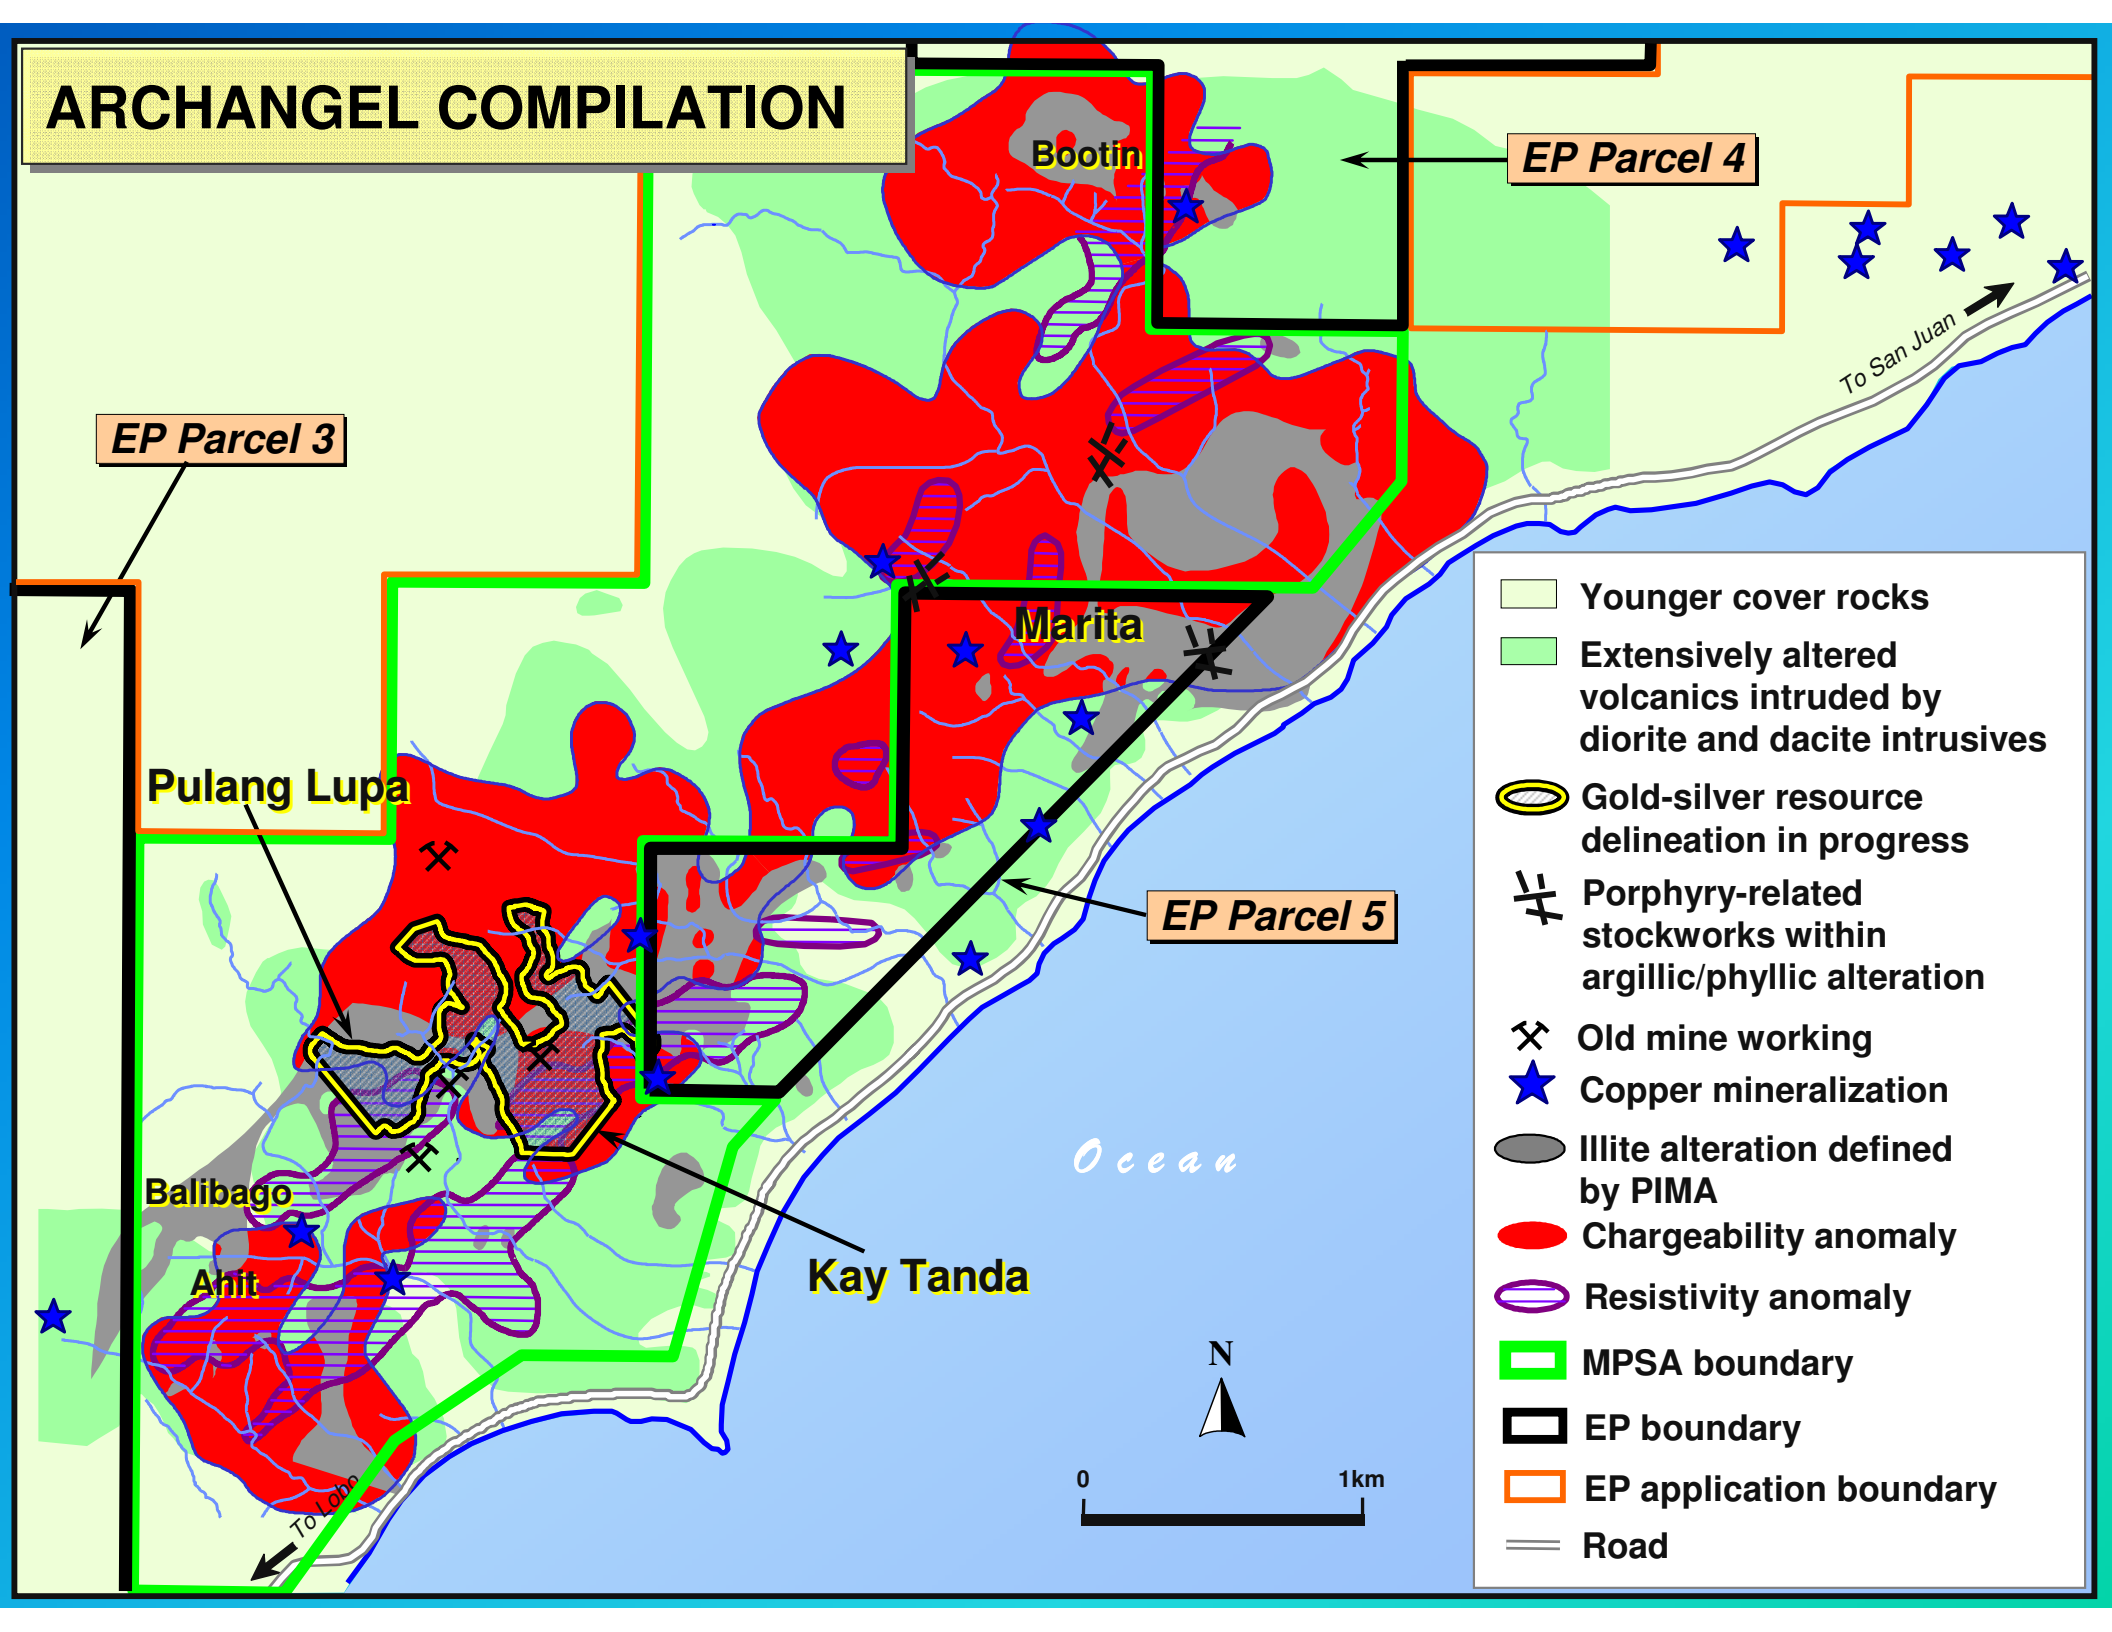 ARCHANGEL COMPILATION
Bootin
EP Parcel 4
To San Juan
EP Parcel 3
Marita
Pulang Lupa
EP Parcel 5
Balibago
Ahit
Kay Tanda
Ocean
To Lobo
N
0 1km
Younger cover rocks
Extensively altered
volcanics intruded by
diorite and dacite intrusives
Gold-silver resource
delineation in progress
Porphyry-related
stockworks within
argillic/phyllic alteration
Old mine working
Copper mineralization
Illite alteration defined
by PIMA
Chargeability anomaly
Resistivity anomaly
MPSA boundary
EP boundary
EP application boundary
Road